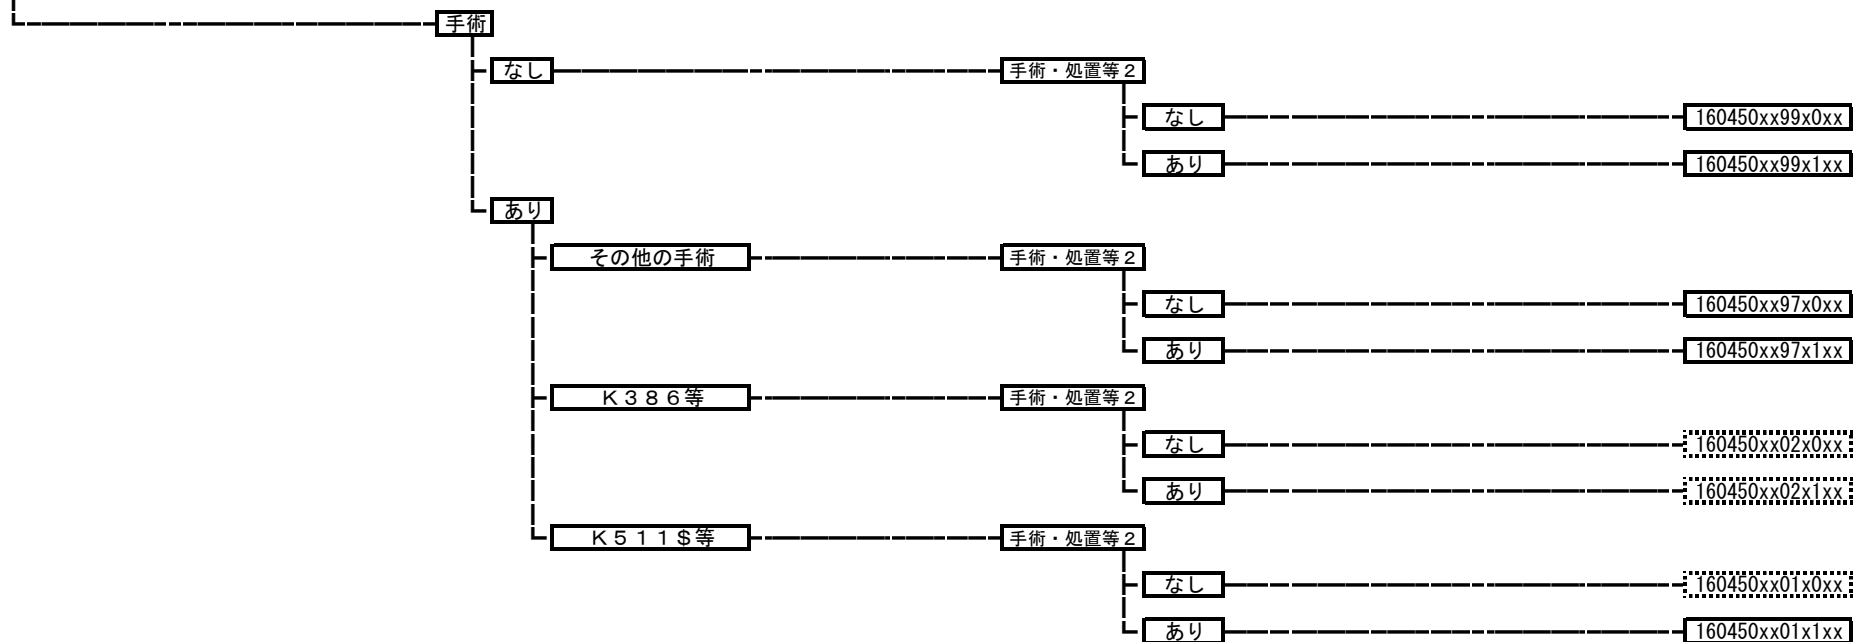 手術
なし 手術・処置等２
なし 160450xx99x0xx
あり 160450xx99x1xx
あり
その他の手術 手術・処置等２
なし 160450xx97x0xx
あり 160450xx97x1xx
Ｋ３８６等 手術・処置等２
なし 160450xx02x0xx
あり 160450xx02x1xx
Ｋ５１１＄等 手術・処置等２
なし 160450xx01x0xx
あり 160450xx01x1xx